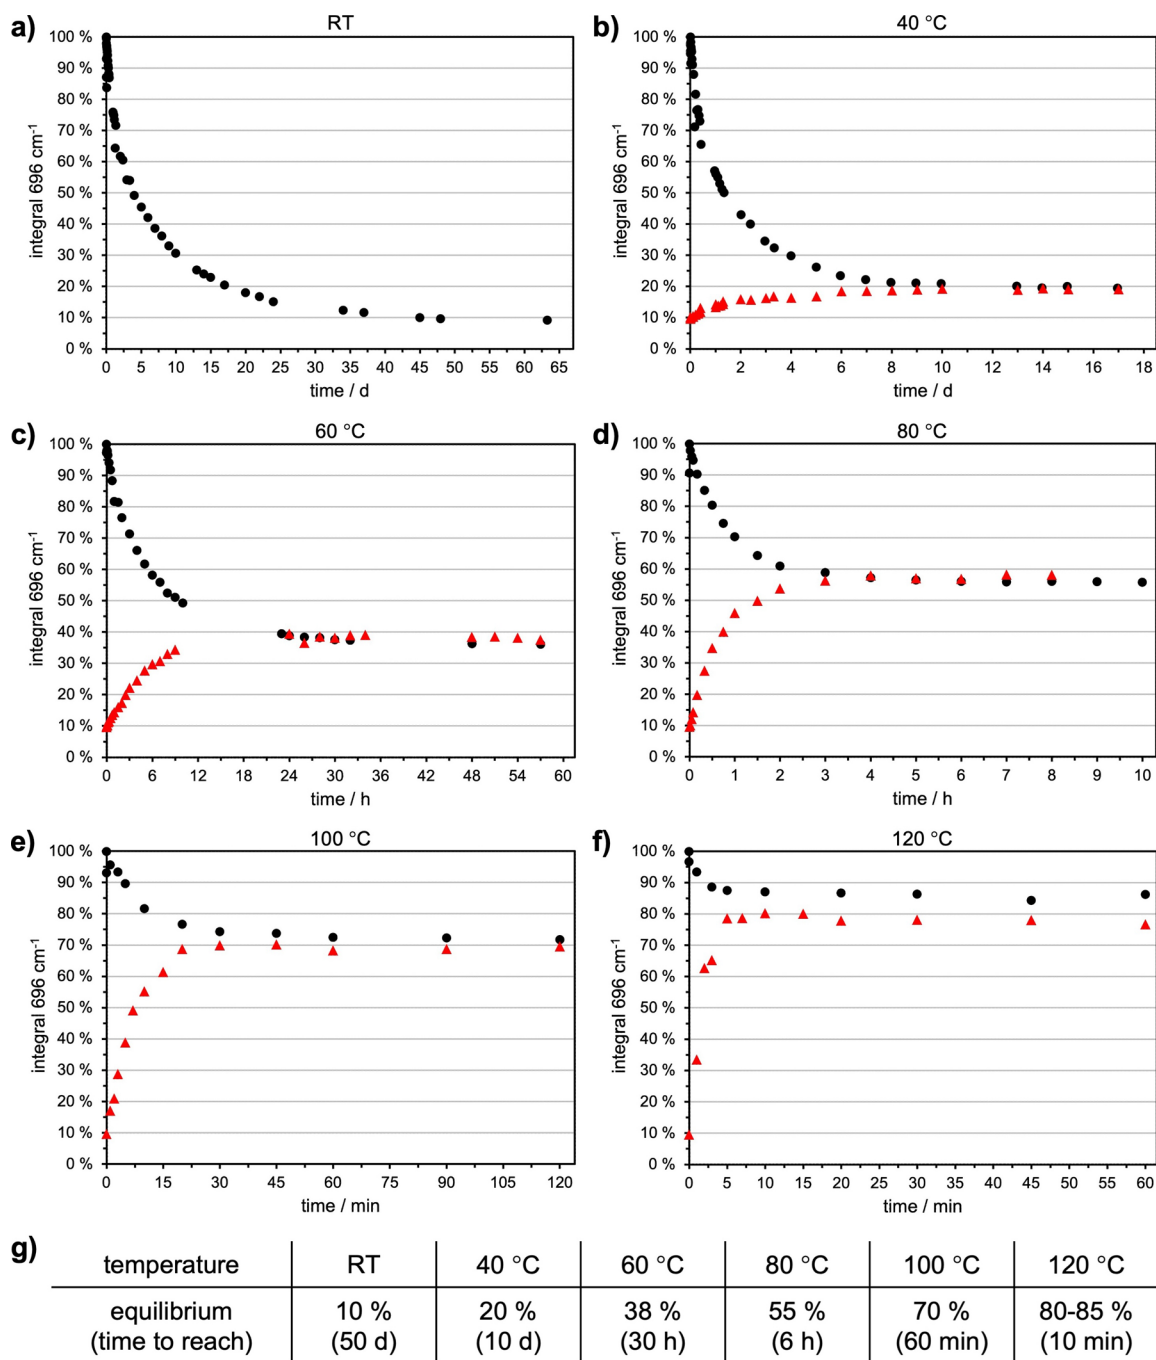 a)
RT
100 %
90 %
80 %
70 %
60 %
50 %
40 %
30 %
20 %
10 %
0 %
integral 696 cm⁻¹
0 5 10 15 20 25 30 35 40 45 50 55 60 65
time / d
b)
40 °C
100 %
90 %
80 %
70 %
60 %
50 %
40 %
30 %
20 %
10 %
0 %
integral 696 cm⁻¹
0 2 4 6 8 10 12 14 16 18
time / d
c)
60 °C
100 %
90 %
80 %
70 %
60 %
50 %
40 %
30 %
20 %
10 %
0 %
integral 696 cm⁻¹
0 6 12 18 24 30 36 42 48 54 60
time / h
d)
80 °C
100 %
90 %
80 %
70 %
60 %
50 %
40 %
30 %
20 %
10 %
0 %
integral 696 cm⁻¹
0 1 2 3 4 5 6 7 8 9 10
time / h
e)
100 °C
100 %
90 %
80 %
70 %
60 %
50 %
40 %
30 %
20 %
10 %
0 %
integral 696 cm⁻¹
0 15 30 45 60 75 90 105 120
time / min
f)
120 °C
100 %
90 %
80 %
70 %
60 %
50 %
40 %
30 %
20 %
10 %
0 %
integral 696 cm⁻¹
0 5 10 15 20 25 30 35 40 45 50 55 60
time / min
g)
temperature RT 40 °C 60 °C 80 °C 100 °C 120 °C
equilibrium 10 % 20 % 38 % 55 % 70 % 80-85 %
(time to reach) (50 d) (10 d) (30 h) (6 h) (60 min) (10 min)